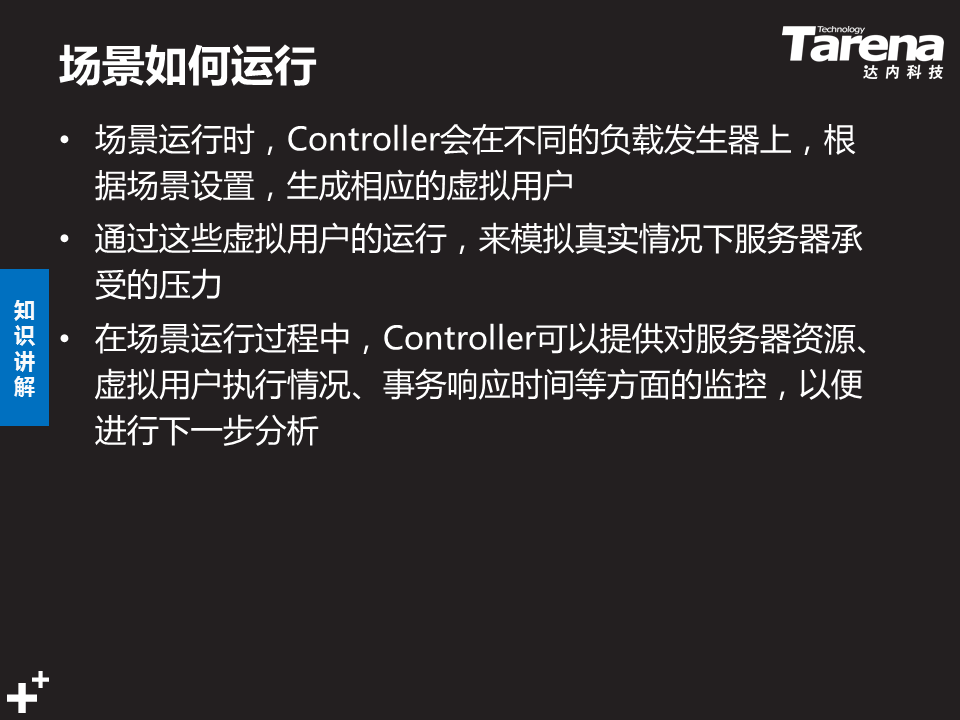 场景如何运行
Technology
Tarena
达内科技
• 场景运行时，Controller会在不同的负载发生器上，根
据场景设置，生成相应的虚拟用户
• 通过这些虚拟用户的运行，来模拟真实情况下服务器承
受的压力
• 在场景运行过程中，Controller可以提供对服务器资源、
虚拟用户执行情况、事务响应时间等方面的监控，以便
进行下一步分析
知
识
讲
解